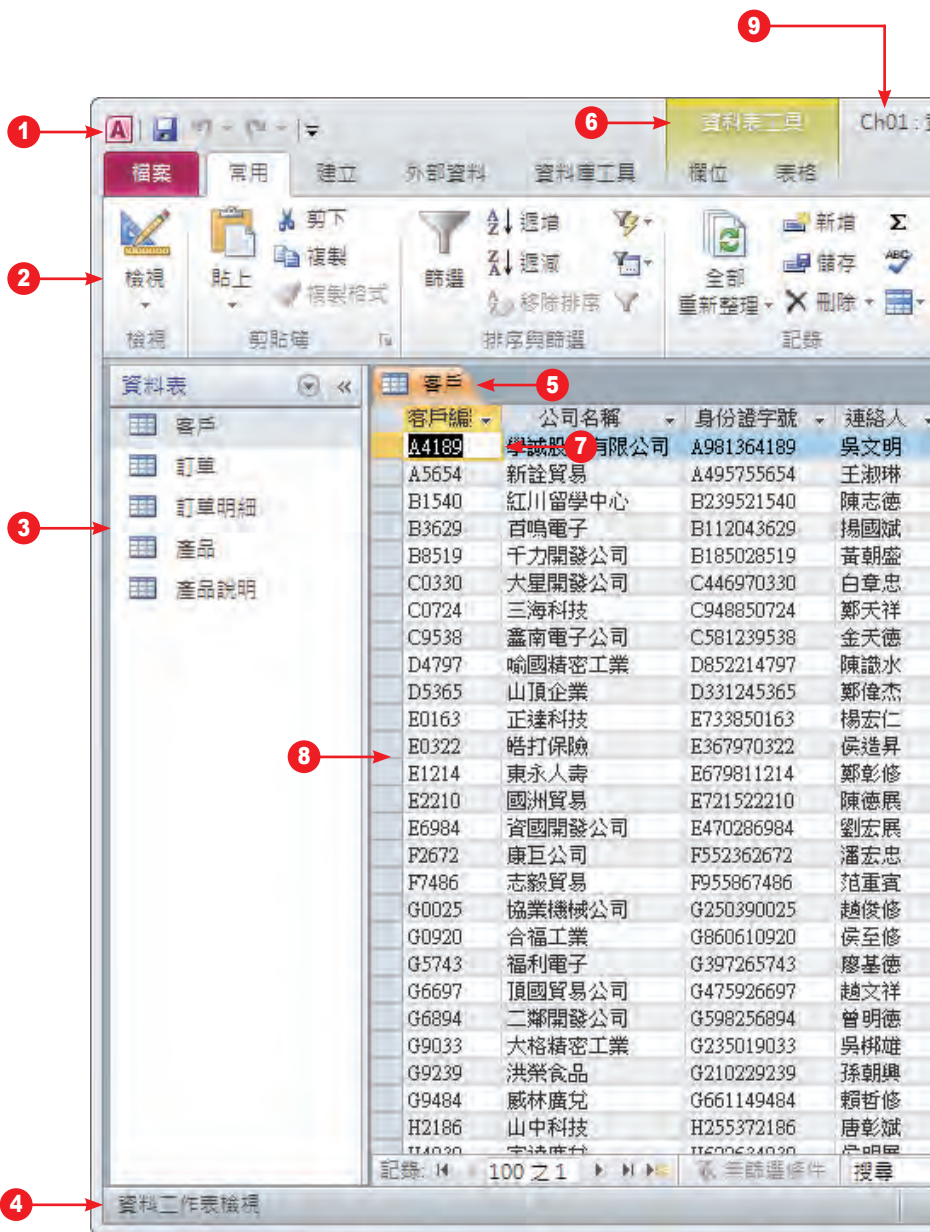 9
1
6
資料表工具
Ch01 :
檔案 常用 建立 外部資料 資料庫工具 欄位 表格
2
檢視
貼上
剪下
複製
複製格式
篩選
遞增
遞減
移除排序
全部
重新整理
新增
儲存
刪除
Σ
ABC
檢視 剪貼簿 排序與篩選 記錄
3
資料表 «
客戶
訂單
訂單明細
產品
產品說明
客戶
5
客戶編 公司名稱 身份證字號 連絡人
7
A4189 學誠股 有限公司 A981364189 吳文明
A5654 新詮貿易 A495755654 王淑琳
B1540 紅川留學中心 B239521540 陳志德
B3629 百鳴電子 B112043629 揚國斌
B8519 千力開發公司 B185028519 黃朝盛
C0330 大星開發公司 C446970330 白章忠
C0724 三海科技 C948850724 鄭天祥
C9538 鑫南電子公司 C581239538 金天德
D4797 喻國精密工業 D852214797 陳識水
D5365 山頂企業 D331245365 鄭偉杰
E0163 正達科技 E733850163 楊宏仁
8
E0322 皓打保險 E367970322 侯造昇
E1214 東永人壽 E679811214 鄭彰修
E2210 國洲貿易 E721522210 陳德展
E6984 資國開發公司 E470286984 劉宏展
F2672 康巨公司 F552362672 潘宏忠
F7486 志毅貿易 F955867486 范重賓
G0025 協業機械公司 G250390025 趙俊修
G0920 合福工業 G860610920 侯至修
G5743 福利電子 G397265743 廖基德
G6697 頂國貿易公司 G475926697 趙文祥
G6894 二鄰開發公司 G598256894 曾明德
G9033 大格精密工業 G235019033 吳梆雄
G9239 洪榮食品 G210229239 孫朝興
G9484 威林廣兌 G661149484 賴哲修
H2186 山中科技 H255372186 唐彰斌
記錄: 100 之 1 無篩選條件 搜尋
4
資料工作表檢視